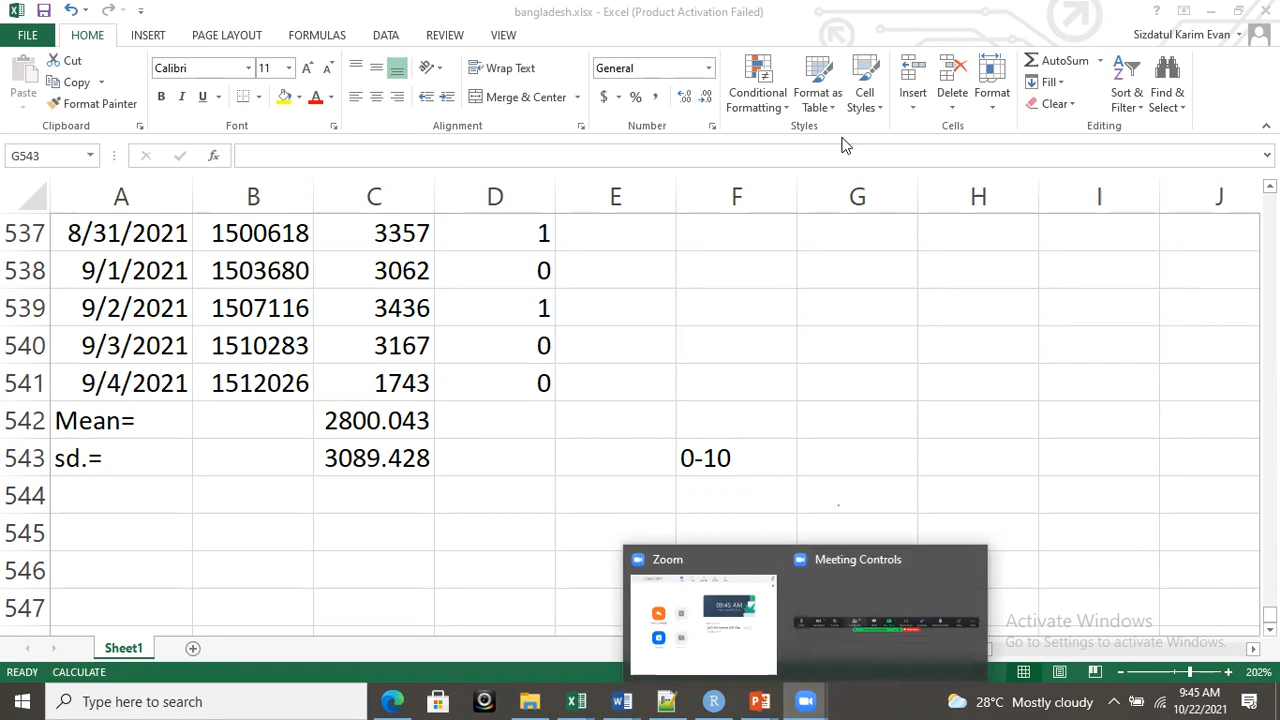 bangladesh.xlsx - Excel (Product Activation Failed)
FILE HOME INSERT PAGE LAYOUT FORMULAS DATA REVIEW VIEW Sizdatul Karim Evan
Cut
Copy
Format Painter
Paste
Clipboard
Calibri 11
B I U
Font
Wrap Text
Merge & Center
Alignment
General
$ % ,
Number
Conditional Formatting
Format as Table
Cell Styles
Styles
Insert Delete Format
Cells
AutoSum
Fill
Clear
Sort & Filter
Find & Select
Editing
G543
A B C D E F G H I J
537 8/31/2021 1500618 3357 1
538 9/1/2021 1503680 3062 0
539 9/2/2021 1507116 3436 1
540 9/3/2021 1510283 3167 0
541 9/4/2021 1512026 1743 0
542 Mean= 2800.043
543 sd.= 3089.428 0-10
544
545
546
547
Zoom Meeting Controls
09:45 AM
Activate Windows
Go to Settings to activate Windows.
Sheet1
READY CALCULATE 202%
Type here to search
28°C Mostly cloudy
9:45 AM
10/22/2021